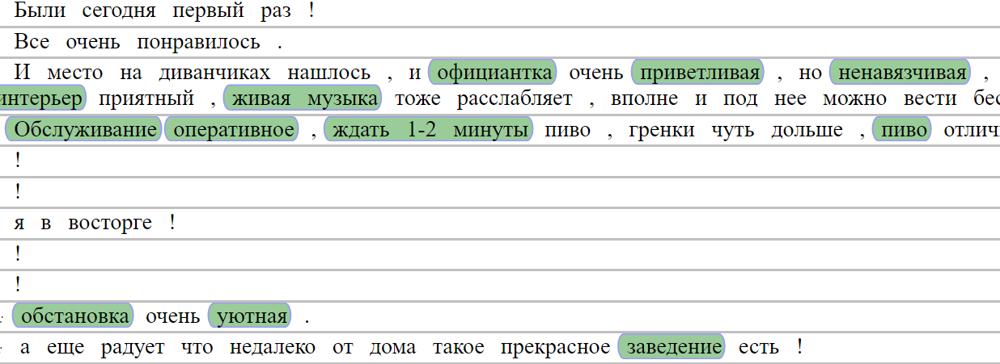 Были сегодня первый раз !
Все очень понравилось .
И место на диванчиках нашлось , и официантка очень приветливая , но ненавязчивая ,
интерьер приятный , живая музыка тоже расслабляет , вполне и под нее можно вести
Обслуживание оперативное , ждать 1-2 минуты пиво , гренки чуть дольше , пиво
!
!
я в восторге !
!
!
обстановка очень уютная .
а еще радует что недалеко от дома такое прекрасное заведение есть !